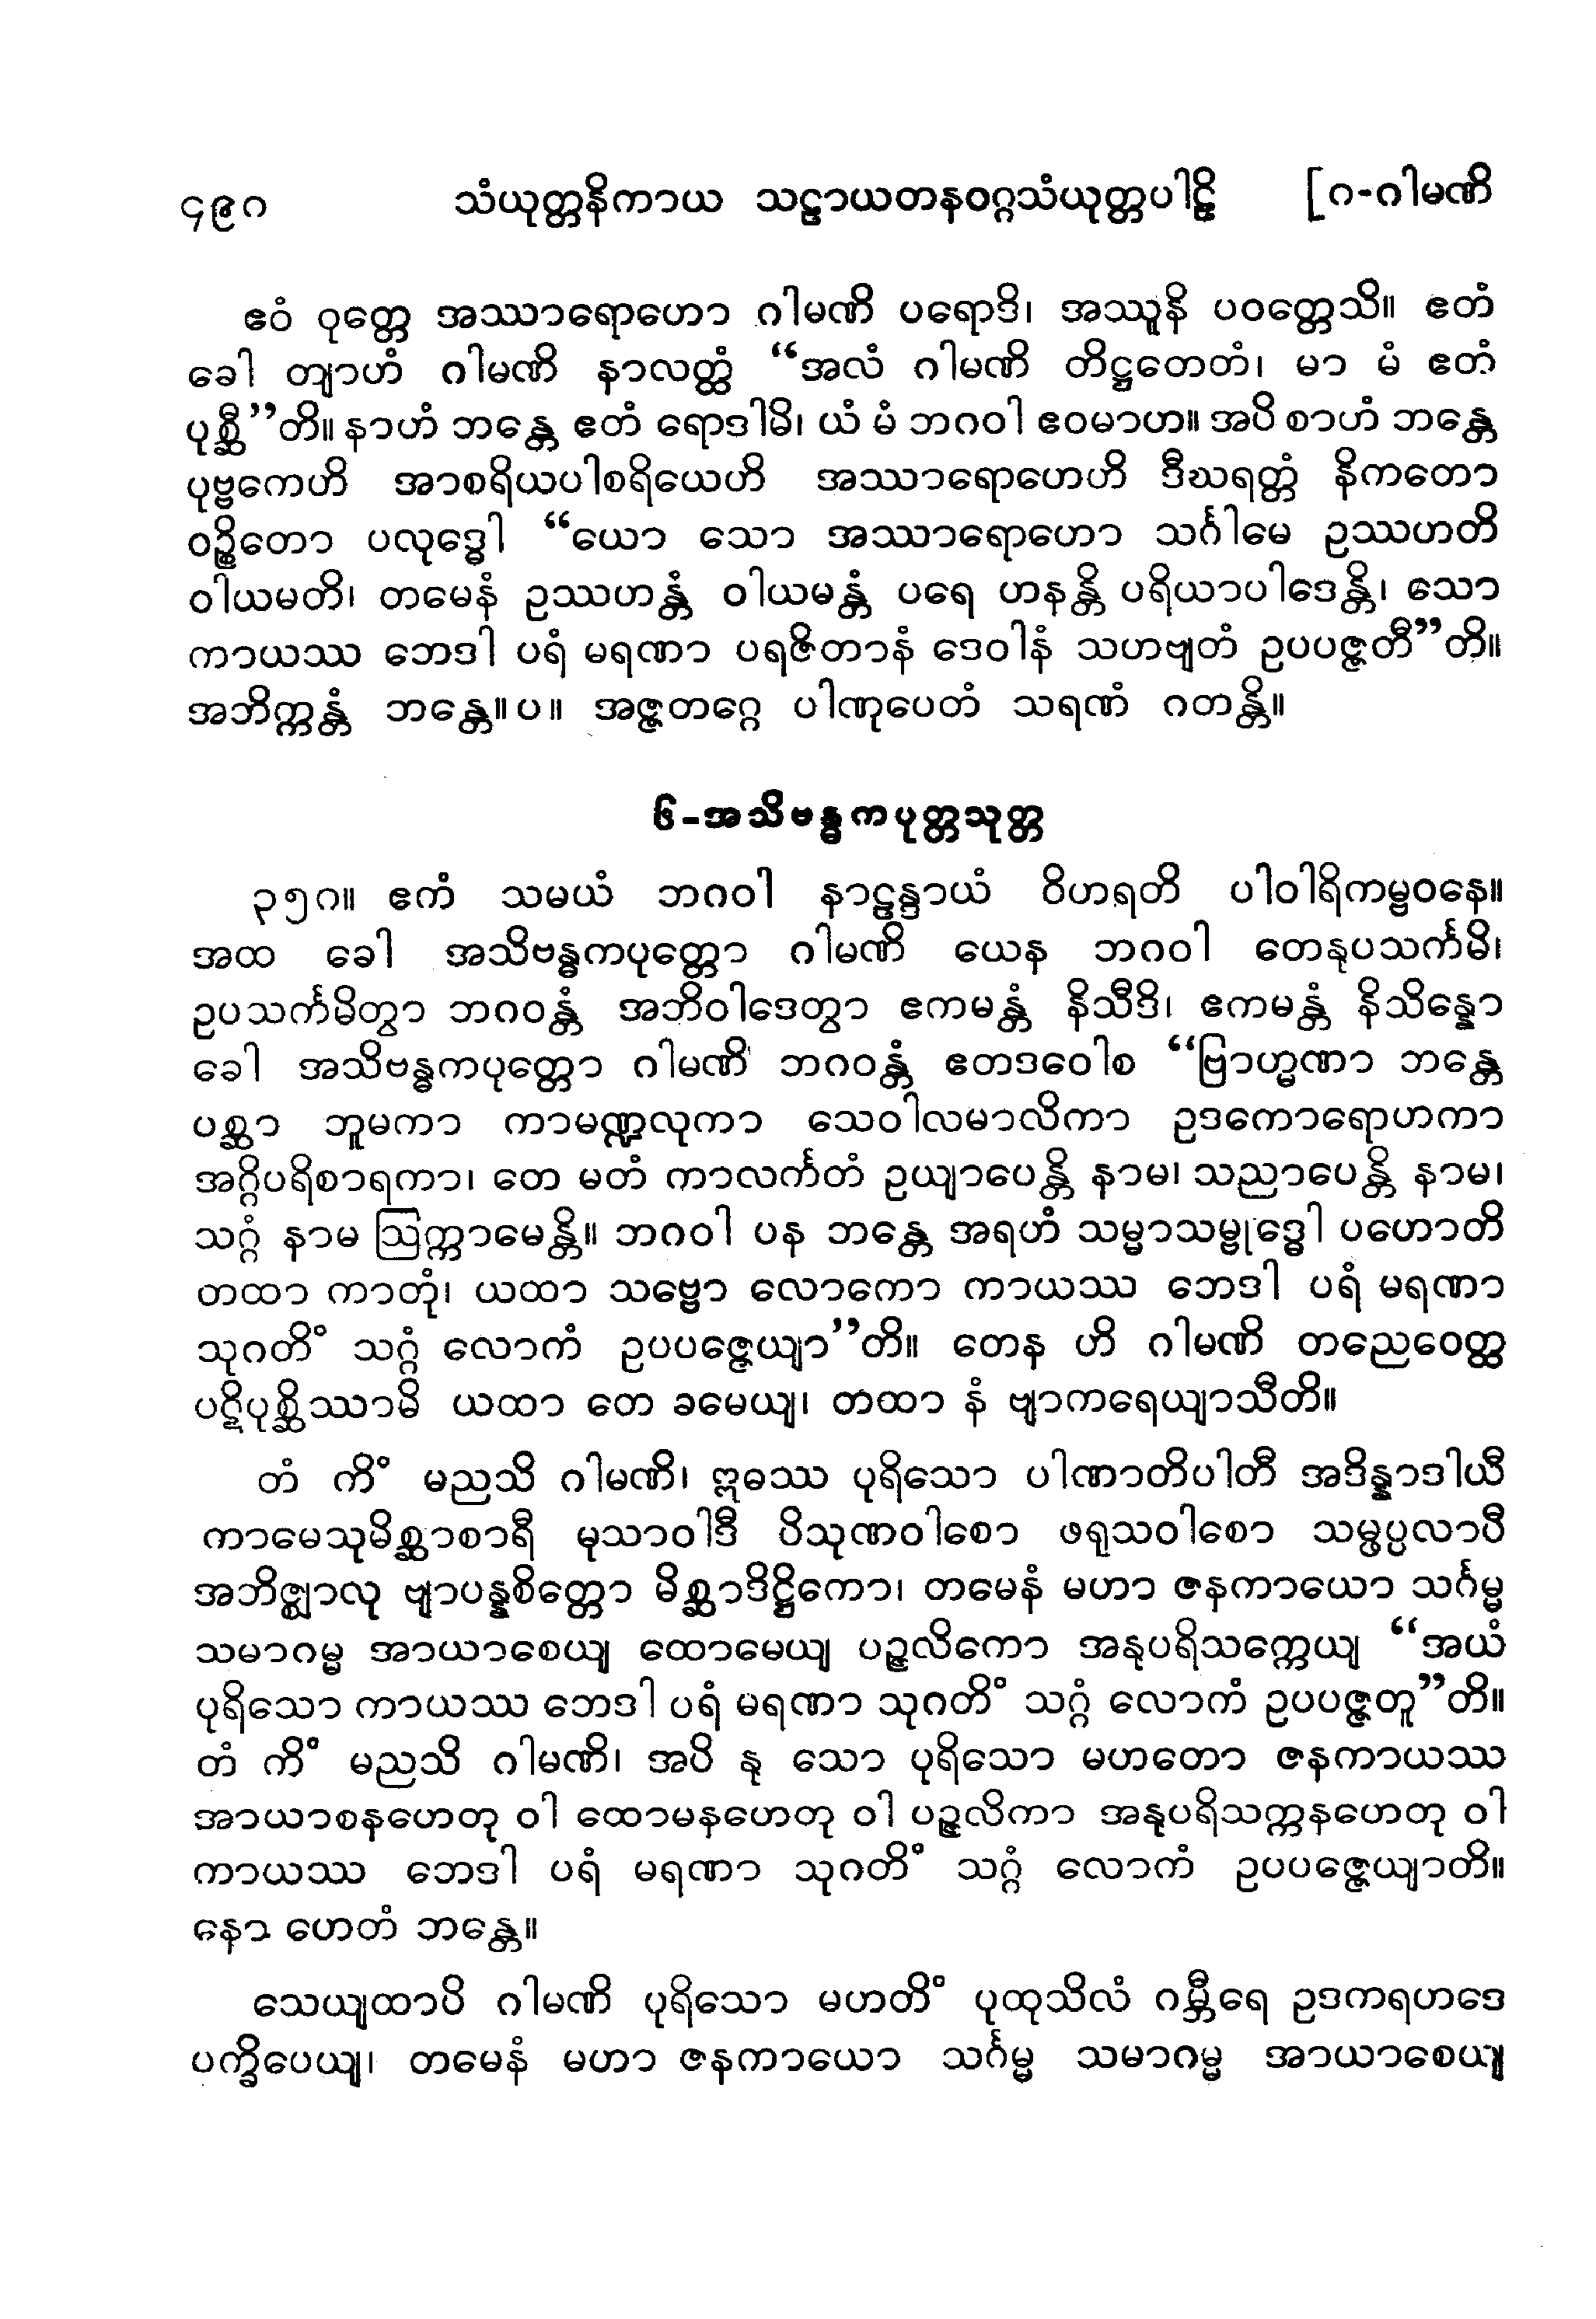 ၄၉၈ သံယုတ္တနိကာယ သဠာယတနဝဂ္ဂသံယုတ္တပါဠိ [၈-ဂါမဏိ
ဧဝံ ဝုတ္တေ အဿာရောဟော ဂါမဏိ ပရောဒိ၊ အဿူနိ ပဝတ္တေသိ။ ဧတံ
ခေါ တျာဟံ ဂါမဏိ နာလတ္ထံ “အလံ ဂါမဏိ တိဋ္ဌတေတံ၊ မာ မံ ဧတံ
ပုစ္ဆီ”တိ။ နာဟံ ဘန္တေ ဧတံ ရောဒါမိ၊ ယံ မံ ဘဂဝါ ဧဝမာဟ။ အပိ စာဟံ ဘန္တေ
ပုဗ္ဗကေဟိ အာစရိယပါစရိယေဟိ အဿာရောဟေဟိ ဒီဃရတ္တံ နိကတော
ဝဉ္စိတော ပလုဒ္ဓေါ “ယော သော အဿာရောဟော သင်္ဂါမေ ဥဿဟတိ
ဝါယမတိ၊ တမေနံ ဥဿဟန္တံ ဝါယမန္တံ ပရေ ဟနန္တိ ပရိယာပါဒေန္တိ၊ သော
ကာယဿ ဘေဒါ ပရံ မရဏာ ပရဇိတာနံ ဒေဝါနံ သဟဗျတံ ဥပပဇ္ဇတီ”တိ။
အဘိက္ကန္တံ ဘန္တေ။ပ။ အဇ္ဇတဂ္ဂေ ပါဏုပေတံ သရဏံ ဂတန္တိ။
၆-အသိဗန္ဓကပုတ္တသုတ္တ
၃၅၈။ ဧကံ သမယံ ဘဂဝါ နာဠန္ဒာယံ ဝိဟရတိ ပါဝါရိကမ္ဗဝနေ။
အထ ခေါ အသိဗန္ဓကပုတ္တော ဂါမဏိ ယေန ဘဂဝါ တေနုပသင်္ကမိ၊
ဥပသင်္ကမိတွာ ဘဂဝန္တံ အဘိဝါဒေတွာ ဧကမန္တံ နိသီဒိ၊ ဧကမန္တံ နိသိန္နော
ခေါ အသိဗန္ဓကပုတ္တော ဂါမဏိ ဘဂဝန္တံ ဧတဒဝေါစ “ဗြာဟ္မဏာ ဘန္တေ
ပစ္ဆာ ဘူမကာ ကာမဏ္ဍလုကာ သေဝါလမာလိကာ ဥဒကောရောဟကာ
အဂ္ဂိပရိစာရကာ၊ တေ မတံ ကာလင်္ကတံ ဥယျာပေန္တိ နာမ၊ သညာပေန္တိ နာမ၊
သဂ္ဂံ နာမ ဩက္ကာမေန္တိ။ ဘဂဝါ ပန ဘန္တေ အရဟံ သမ္မာသမ္ဗုဒ္ဓေါ ပဟောတိ
တထာ ကာတုံ၊ ယထာ သဗ္ဗော လောကော ကာယဿ ဘေဒါ ပရံ မရဏာ
သုဂတိံ သဂ္ဂံ လောကံ ဥပပဇ္ဇေယျာ”တိ။ တေန ဟိ ဂါမဏိ တညေဝေတ္ထ
ပဋိပုစ္ဆိဿာမိ ယထာ တေ ခမေယျ၊ တထာ နံ ဗျာကရေယျာသီတိ။
တံ ကိံ မညသိ ဂါမဏိ၊ ဣဓဿ ပုရိသော ပါဏာတိပါတီ အဒိန္နာဒါယီ
ကာမေသုမိစ္ဆာစာရီ မုသာဝါဒီ ပိသုဏဝါစော ဖရုသဝါစော သမ္ဖပ္ပလာပီ
အဘိဇ္ဈာလု ဗျာပန္နစိတ္တော မိစ္ဆာဒိဋ္ဌိကော၊ တမေနံ မဟာ ဇနကာယော သင်္ဂမ္မ
သမာဂမ္မ အာယာစေယျ ထောမေယျ ပဉ္ဇလိကော အနုပရိသက္ကေယျ “အယံ
ပုရိသော ကာယဿ ဘေဒါ ပရံ မရဏာ သုဂတိံ သဂ္ဂံ လောကံ ဥပပဇ္ဇတူ”တိ။
တံ ကိံ မညသိ ဂါမဏိ၊ အပိ နု သော ပုရိသော မဟတော ဇနကာယဿ
အာယာစနဟေတု ဝါ ထောမနဟေတု ဝါ ပဉ္ဇလိကာ အနုပရိသက္ကနဟေတု ဝါ
ကာယဿ ဘေဒါ ပရံ မရဏာ သုဂတိံ သဂ္ဂံ လောကံ ဥပပဇ္ဇေယျာတိ။
နော ဟေတံ ဘန္တေ။
သေယျထာပိ ဂါမဏိ ပုရိသော မဟတိံ ပုထုသိလံ ဂမ္ဘီရေ ဥဒကရဟဒေ
ပက္ခိပေယျ၊ တမေနံ မဟာ ဇနကာယော သင်္ဂမ္မ သမာဂမ္မ အာယာစေယျ